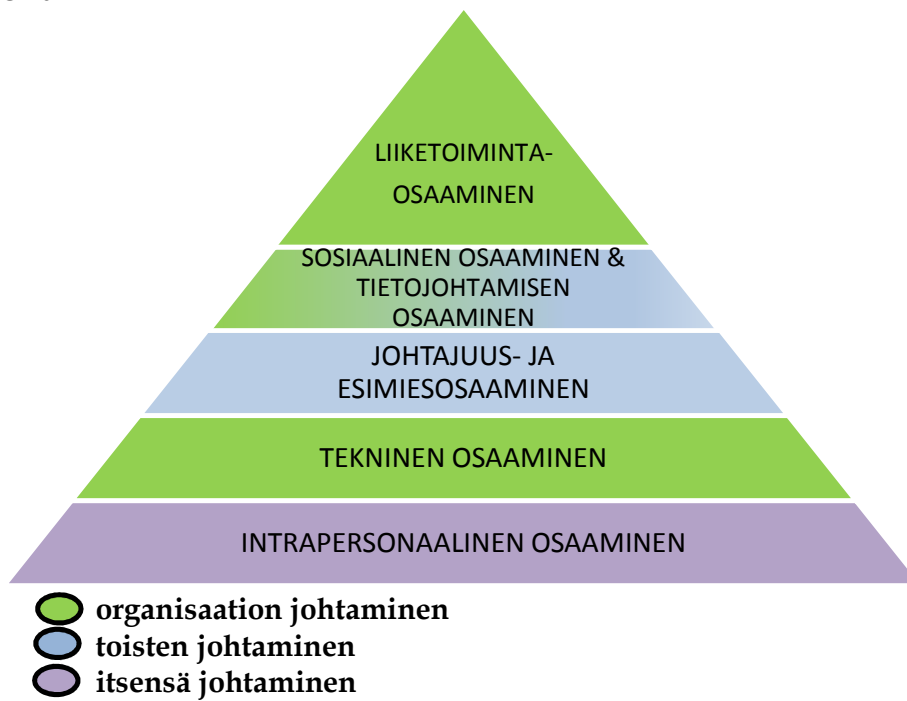 LIIKETOIMINTA-
OSAAMINEN
SOSIAALINEN OSAAMINEN &
TIETOJOHTAMISEN
OSAAMINEN
JOHTAJUUS- JA
ESIMIESOSAAMINEN
TEKNINEN OSAAMINEN
INTRAPERSONAALINEN OSAAMINEN
organisaation johtaminen
toisten johtaminen
itsensä johtaminen